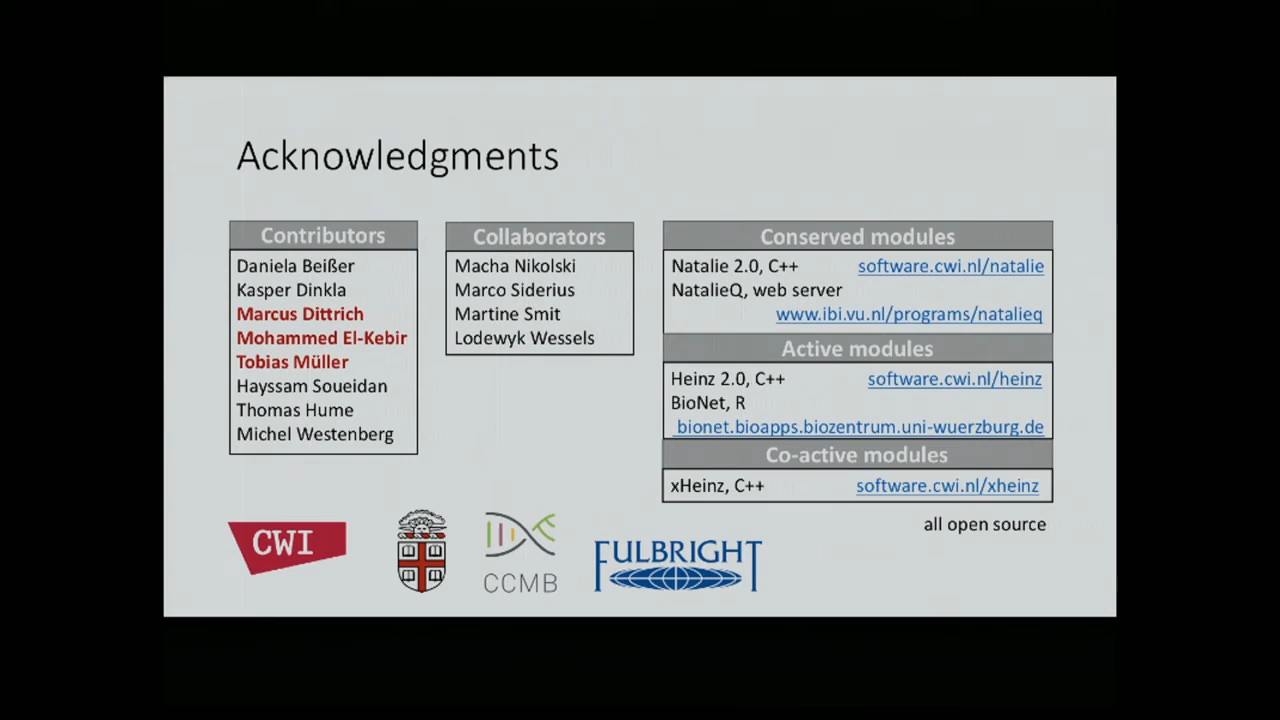 Acknowledgments
Contributors
Daniela Beißer
Kasper Dinkla
Marcus Dittrich
Mohammed El-Kebir
Tobias Müller
Hayssam Soueidan
Thomas Hume
Michel Westenberg
Collaborators
Macha Nikolski
Marco Siderius
Martine Smit
Lodewyk Wessels
Conserved modules
Natalie 2.0, C++ software.cwi.nl/natalie
NatalieQ, web server
www.ibi.vu.nl/programs/natalieq
Active modules
Heinz 2.0, C++ software.cwi.nl/heinz
BioNet, R
bionet.bioapps.biozentrum.uni-wuerzburg.de
Co-active modules
xHeinz, C++ software.cwi.nl/xheinz
all open source
CWI
CCMB
FULBRIGHT